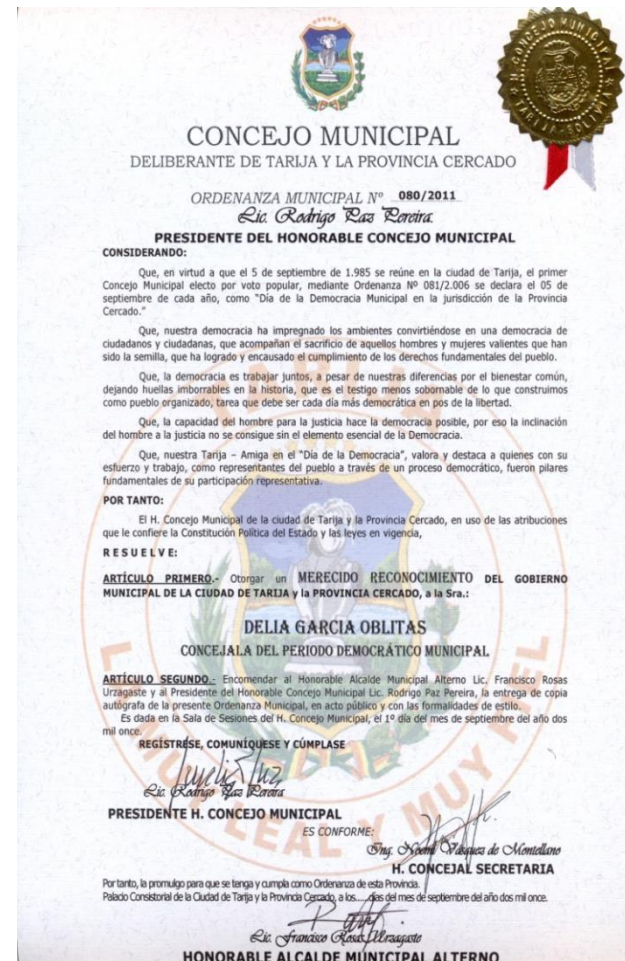 H. CONCEJO MUNICIPAL
TARIJA-BOLIVIA
CONCEJO MUNICIPAL
DELIBERANTE DE TARIJA Y LA PROVINCIA CERCADO
ORDENANZA MUNICIPAL Nº 080/2011
Lic. Rodrigo Paz Pereira.
PRESIDENTE DEL HONORABLE CONCEJO MUNICIPAL
CONSIDERANDO:
Que, en virtud a que el 5 de septiembre de 1.985 se reúne en la ciudad de Tarija, el primer
Concejo Municipal electo por voto popular, mediante Ordenanza Nº 081/2.006 se declara el 05 de
septiembre de cada año, como "Día de la Democracia Municipal en la jurisdicción de la Provincia
Cercado."
Que, nuestra democracia ha impregnado los ambientes convirtiéndose en una democracia de
ciudadanos y ciudadanas, que acompañan el sacrificio de aquellos hombres y mujeres valientes que han
sido la semilla, que ha logrado y encausado el cumplimiento de los derechos fundamentales del pueblo.
Que, la democracia es trabajar juntos, a pesar de nuestras diferencias por el bienestar común,
dejando huellas imborrables en la historia, que es el testigo menos sobornable de lo que construimos
como pueblo organizado, tarea que debe ser cada día más democrática en pos de la libertad.
Que, la capacidad del hombre para la justicia hace la democracia posible, por eso la inclinación
del hombre a la justicia no se consigue sin el elemento esencial de la Democracia.
Que, nuestra Tarija – Amiga en el "Día de la Democracia", valora y destaca a quienes con su
esfuerzo y trabajo, como representantes del pueblo a través de un proceso democrático, fueron pilares
fundamentales de su participación representativa.
POR TANTO:
El H. Concejo Municipal de la ciudad de Tarija y la Provincia Cercado, en uso de las atribuciones
que le confiere la Constitución Política del Estado y las leyes en vigencia,
R E S U E L V E:
ARTÍCULO PRIMERO.- Otorgar un MERECIDO RECONOCIMIENTO DEL GOBIERNO
MUNICIPAL DE LA CIUDAD DE TARIJA y la PROVINCIA CERCADO, a la Sra.:
DELIA GARCIA OBLITAS
CONCEJALA DEL PERIODO DEMOCRÁTICO MUNICIPAL
ARTÍCULO SEGUNDO.- Encomendar al Honorable Alcalde Municipal Alterno Lic. Francisco Rosas
Urzagaste y al Presidente del Honorable Concejo Municipal Lic. Rodrigo Paz Pereira, la entrega de copia
autógrafa de la presente Ordenanza Municipal, en acto público y con las formalidades de estilo.
Es dada en la Sala de Sesiones del H. Concejo Municipal, el 1º día del mes de septiembre del año dos
mil once.
REGÍSTRESE, COMUNÍQUESE Y CÚMPLASE
Lic. Rodrigo Paz Pereira
PRESIDENTE H. CONCEJO MUNICIPAL
ES CONFORME:
Ing. Noemí Vásquez de Montellano
H. CONCEJAL SECRETARIA
Por tanto, la promulgo para que se tenga y cumpla como Ordenanza de esta Provincia.
Palacio Consistorial de la Ciudad de Tarija y la Provincia Cercado, a los.....días del mes de septiembre del año dos mil once.
Lic. Francisco Rosas Urzagaste
HONORABLE ALCALDE MUNICIPAL ALTERNO
TARIJA
MUY LEAL Y MUY FIEL